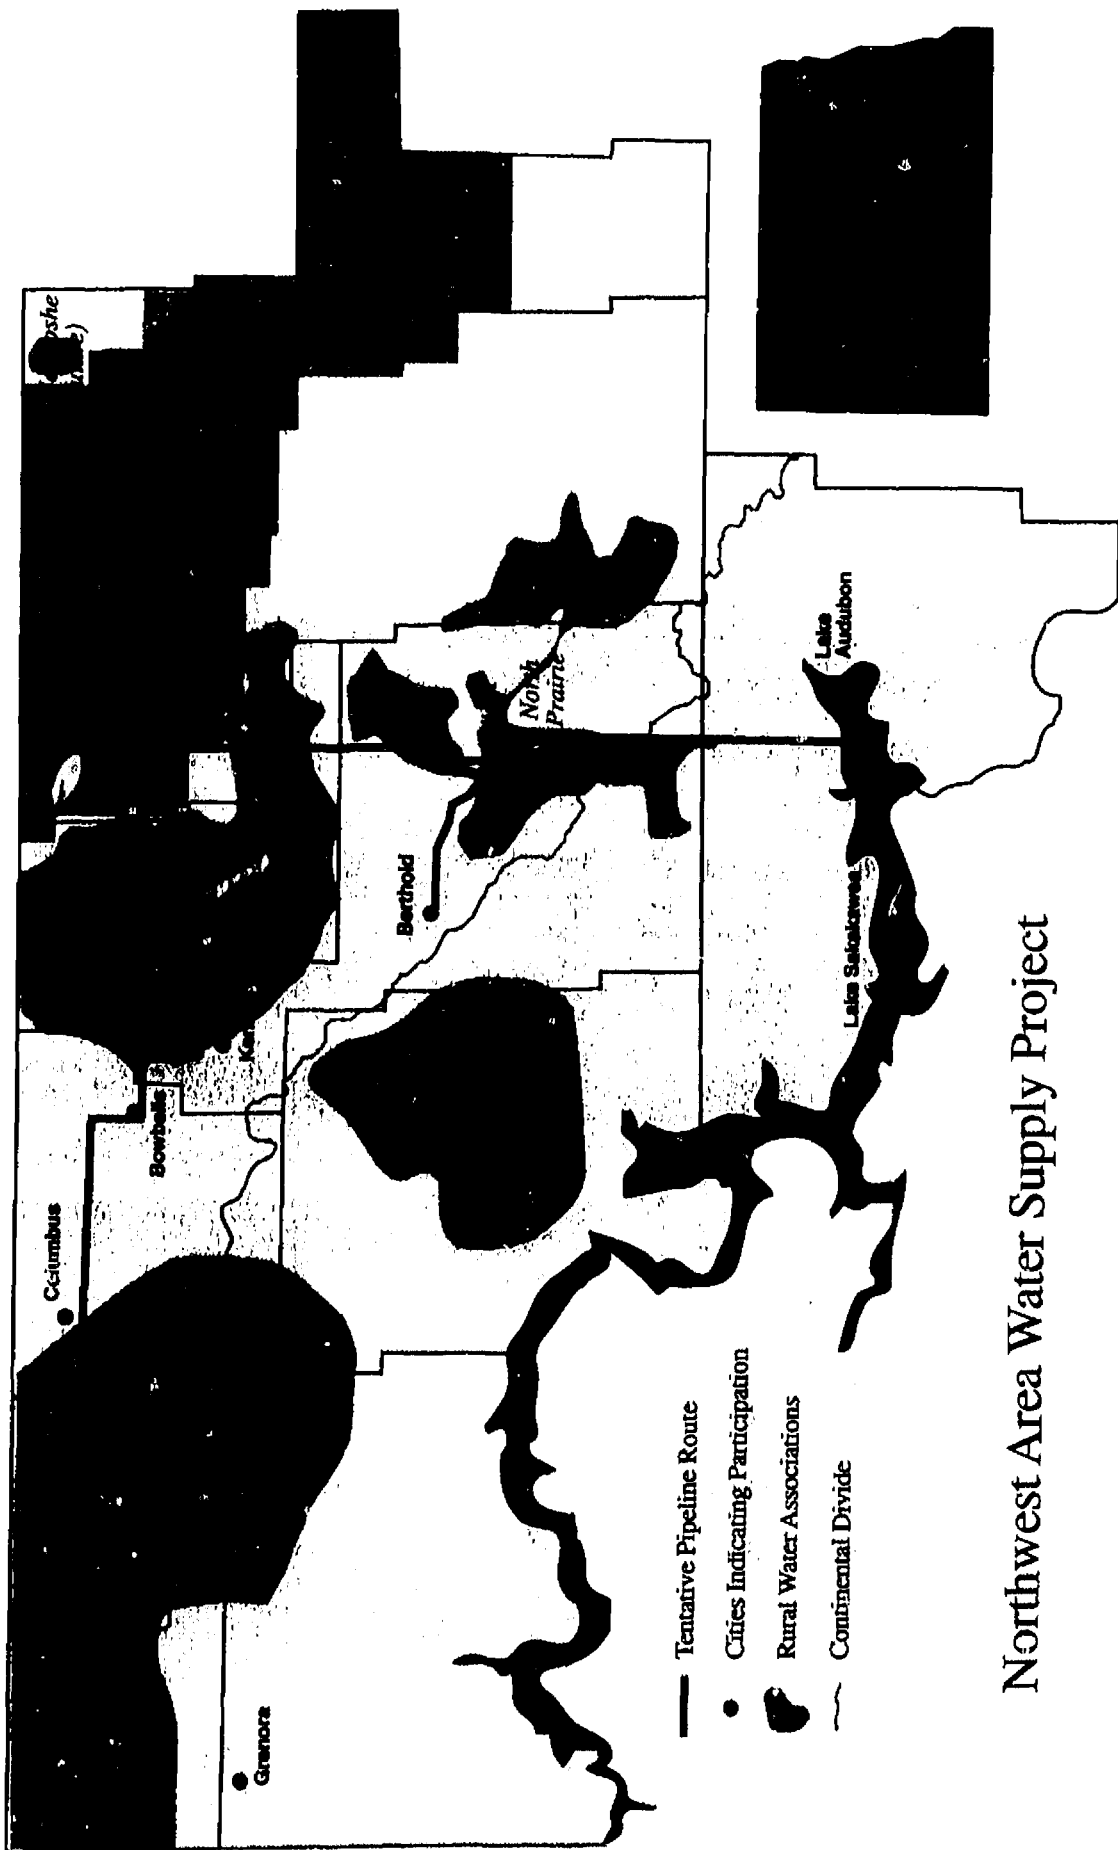 Columbus
Bowbells
Grenora
Berthold
North
Prairie
Lake Sakakawea
Lake
Audubon
Tentative Pipeline Route
Cities Indicating Participation
Rural Water Associations
Continental Divide
Northwest Area Water Supply Project